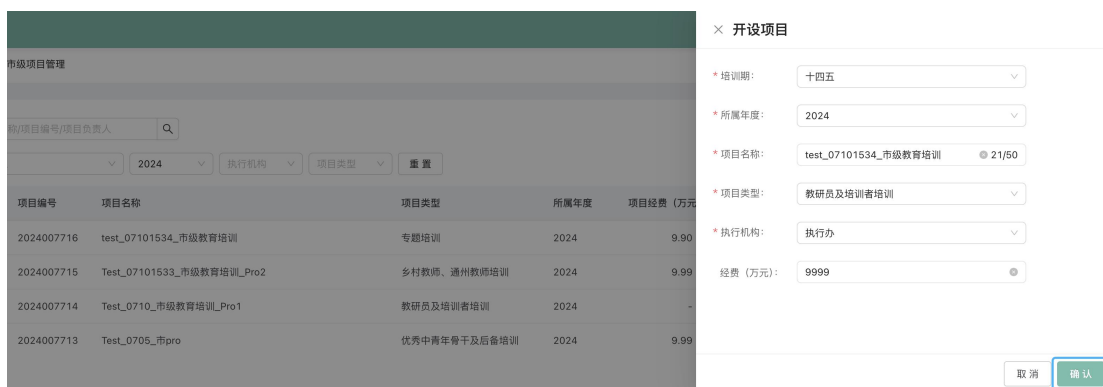 市级项目管理
称/项目编号/项目负责人
2024 执行机构 项目类型 重置
项目编号 项目名称 项目类型 所属年度 项目经费（万元
2024007716 test_07101534_市级教育培训 专题培训 2024 9.90
2024007715 Test_07101533_市级教育培训_Pro2 乡村教师、通州教师培训 2024 9.99
2024007714 Test_0710_市级教育培训_Pro1 教研员及培训者培训 2024 -
2024007713 Test_0705_市pro 优秀中青年骨干及后备培训 2024 9.99
× 开设项目
* 培训期： 十四五
* 所属年度： 2024
* 项目名称： test_07101534_市级教育培训 21/50
* 项目类型： 教研员及培训者培训
* 执行机构： 执行办
经费（万元）： 9999
取消 确认